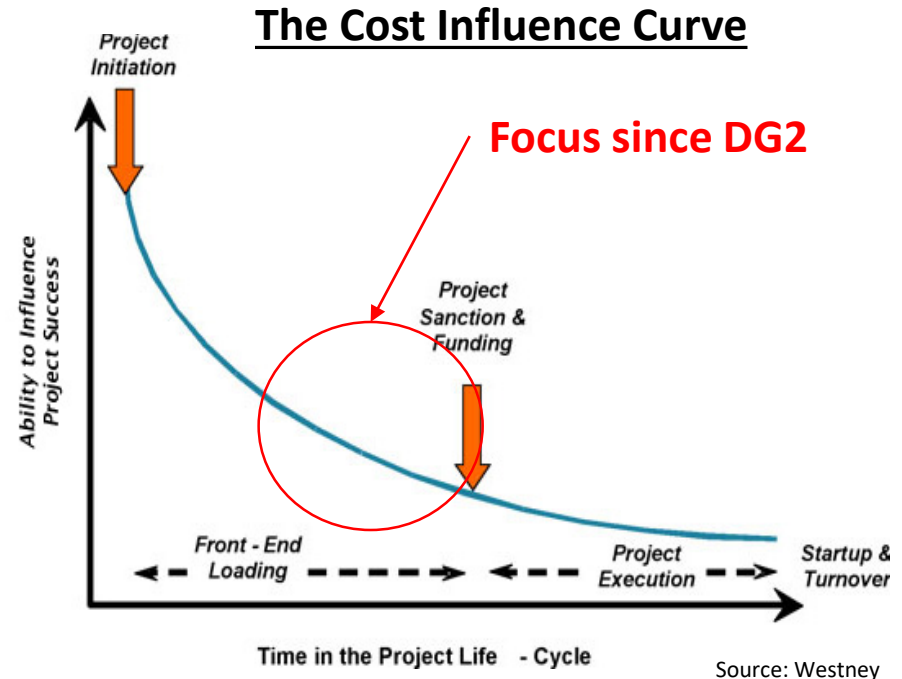 The Cost Influence Curve
Project
Initiation
Focus since DG2
Ability to Influence
Project Success
Project
Sanction &
Funding
Front - End
Loading
Project
Execution
Startup &
Turnover
Time in the Project Life - Cycle
Source: Westney